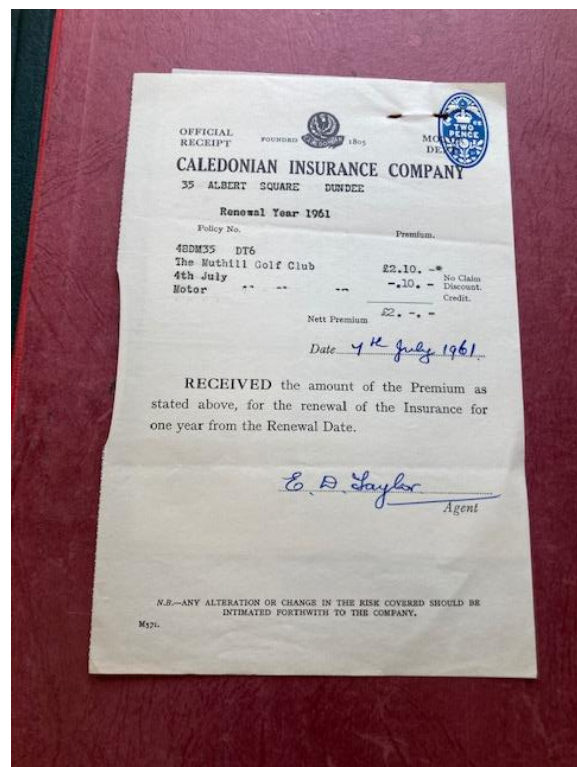 OFFICIAL RECEIPT
FOUNDED 1805
MOTOR DEPT.
TWO PENCE
CALEDONIAN INSURANCE COMPANY
35 ALBERT SQUARE DUNDEE
Renewal Year 1961
Policy No. Premium.
48DM35 DT6
The Muthill Golf Club £2.10. -*
4th July -.10. - No Claim Discount.
Motor
Credit.
Nett Premium £2. -. -
Date 7th July 1961.
RECEIVED the amount of the Premium as
stated above, for the renewal of the Insurance for
one year from the Renewal Date.
E. D. Taylor
Agent
N.B.—ANY ALTERATION OR CHANGE IN THE RISK COVERED SHOULD BE
INTIMATED FORTHWITH TO THE COMPANY.
M571.